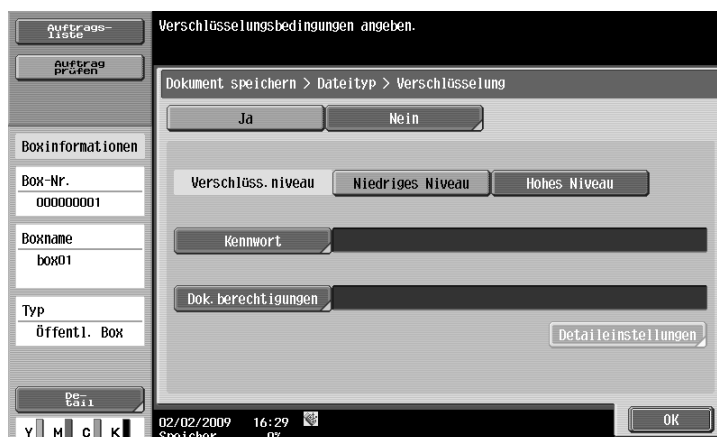 Auftrags-
liste
Auftrag
prüfen
Boxinformationen
Box-Nr.
000000001
Boxname
box01
Typ
Öffentl. Box
De-
tail
Y M C K
Verschlüsselungsbedingungen angeben.
Dokument speichern > Dateityp > Verschlüsselung
Ja Nein
Verschlüss.niveau Niedriges Niveau Hohes Niveau
Kennwort
Dok.berechtigungen
Detaileinstellungen
02/02/2009 16:29
Speicher 0%
OK